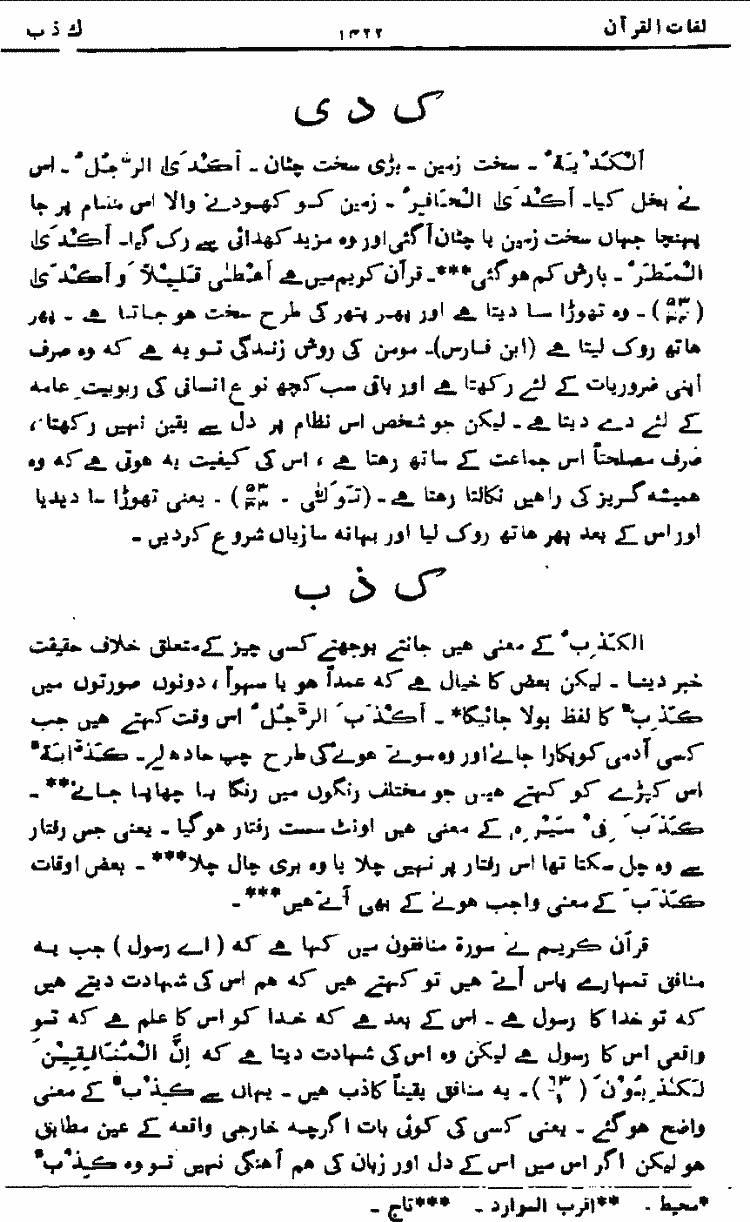 لغات القرآن ۱۴۲۲ ك ذ ب
ک د ی
اَلْكُدْيَةُ ۔ سخت زمین ۔ بڑی سخت چٹان ۔ اَكْدَى الرَّجُلُ ۔ اس
نے بخل کیا۔ اَكْدَى الْحَافِرُ ۔ زمین کو کھودنے والا اس مقام پر جا
پہنچا جہاں سخت زمین یا چٹان آگئی اور وہ مزید کھدائی سے رک گیا۔ اَكْدَى
الْمَطَرُ ۔ بارش کم ہوگئی***۔ قرآن کریم میں ہے اَعْطٰی قَلِيْلاً وَّاَكْدٰى
(۵۳/۳۴)۔ وہ تھوڑا سا دیتا ہے اور پھر پتھر کی طرح سخت ہو جاتا ہے ۔ پھر
ہاتھ روک لیتا ہے (ابن فارس)۔ مومن کی روش زندگی تو یہ ہے کہ وہ صرف
اپنی ضروریات کے لئے رکھتا ہے اور باقی سب کچھ نوع انسانی کی ربوبیتِ عامہ
کے لئے دے دیتا ہے۔ لیکن جو شخص اس نظام پر دل سے یقین نہیں رکھتا،
صرف مصلحتاً اس جماعت کے ساتھ رہتا ہے ، اس کی کیفیت یہ ہوتی ہے کہ وہ
ہمیشہ گریز کی راہیں نکالتا رہتا ہے۔ (تَوَلّٰی ۔ ۵۳/۳۳) ۔ یعنی تھوڑا سا دیدیا
اور اس کے بعد پھر ہاتھ روک لیا اور بہانہ سازیاں شروع کردیں ۔
ک ذ ب
اَلكَذِبُ کے معنی ہیں جانتے بوجھتے کسی چیز کے متعلق خلاف حقیقت
خبر دینا ۔ لیکن بعض کا خیال ہے کہ عمداً ہو یا سہواً ، دونوں صورتوں میں
كَذِبٌ کا لفظ بولا جائیگا*۔ اَكْذَبَ الرَّجُلُ اس وقت کہتے ہیں جب
کسی آدمی کو پکارا جائے اور وہ سوتے ہوئے کی طرح چپ سادھ لے۔ كَذَّابَةٌ
اس کپڑے کو کہتے ہیں جو مختلف رنگوں میں رنگا یا چھاپا جائے** ۔
كَذَبَ فِیْ سَيْرِهِ کے معنی ہیں اونٹ سست رفتار ہوگیا ۔ یعنی جس رفتار
سے وہ چل سکتا تھا اس رفتار پر نہیں چلا یا وہ بری چال چلا*** ۔ بعض اوقات
كَذَبَ کے معنی واجب ہونے کے بھی آتے ہیں*** ۔
قرآن کریم نے سورة منافقون میں کہا ہے کہ (اے رسول) جب یہ
منافق تمہارے پاس آتے ہیں تو کہتے ہیں کہ ہم اس کی شہادت دیتے ہیں
کہ تو خدا کا رسول ہے ۔ اس کے بعد ہے کہ خدا کو اس کا علم ہے کہ تو
واقعی اس کا رسول ہے لیکن وہ اس کی شہادت دیتا ہے کہ اِنَّ الْمُنَافِقِيْنَ
لَكٰذِبُوْنَ (۶۳/۱)۔ یہ منافق یقیناً کاذب ہیں ۔ یہاں سے كِذْبٌ کے معنی
واضح ہوگئے ۔ یعنی کسی کی کوئی بات اگرچہ خارجی واقعہ کے عین مطابق
ہو لیکن اگر اس میں اس کے دل اور زبان کی ہم آہنگی نہیں تو وہ كِذْبٌ
*محیط ۔ **اقرب الموارد ۔ ***تاج ۔